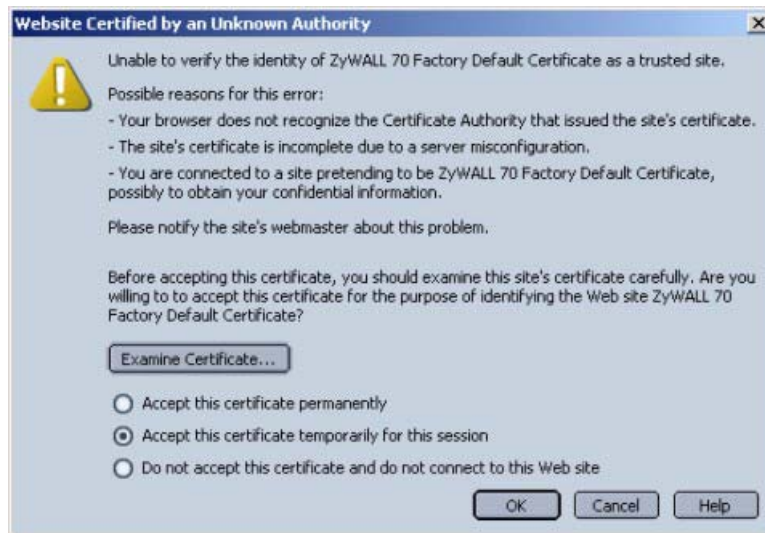 Website Certified by an Unknown Authority
Unable to verify the identity of ZyWALL 70 Factory Default Certificate as a trusted site.
Possible reasons for this error:
- Your browser does not recognize the Certificate Authority that issued the site's certificate.
- The site's certificate is incomplete due to a server misconfiguration.
- You are connected to a site pretending to be ZyWALL 70 Factory Default Certificate,
possibly to obtain your confidential information.
Please notify the site's webmaster about this problem.
Before accepting this certificate, you should examine this site's certificate carefully. Are you
willing to to accept this certificate for the purpose of identifying the Web site ZyWALL 70
Factory Default Certificate?
Examine Certificate...
Accept this certificate permanently
Accept this certificate temporarily for this session
Do not accept this certificate and do not connect to this Web site
OK Cancel Help